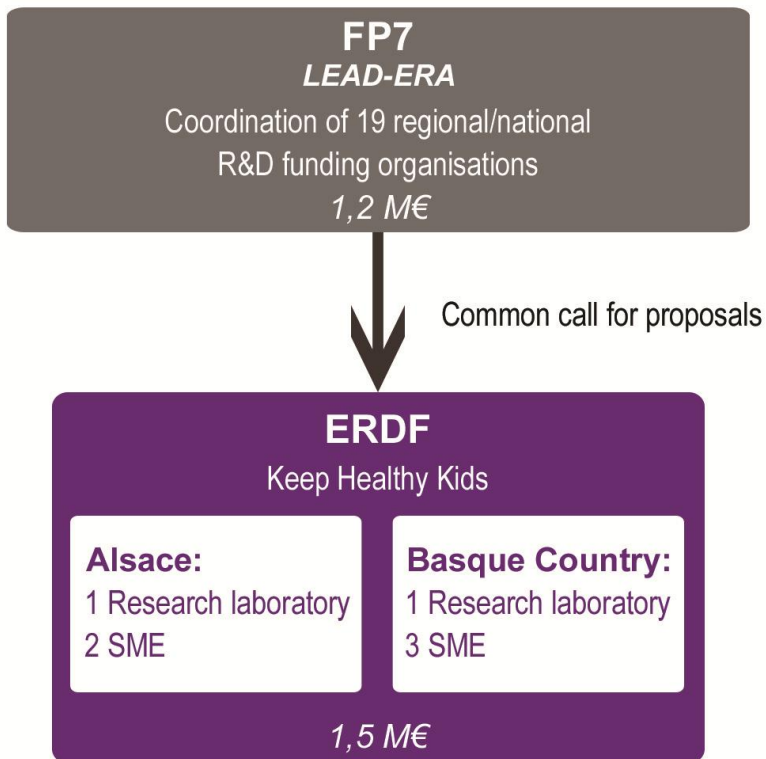 FP7
LEAD-ERA
Coordination of 19 regional/national
R&D funding organisations
1,2 M€
Common call for proposals
ERDF
Keep Healthy Kids
Alsace:
1 Research laboratory
2 SME
Basque Country:
1 Research laboratory
3 SME
1,5 M€